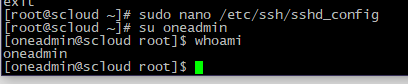 exit
[root@scloud ~]# sudo nano /etc/ssh/sshd_config
[root@scloud ~]# su oneadmin
[oneadmin@scloud root]$ whoami
oneadmin
[oneadmin@scloud root]$